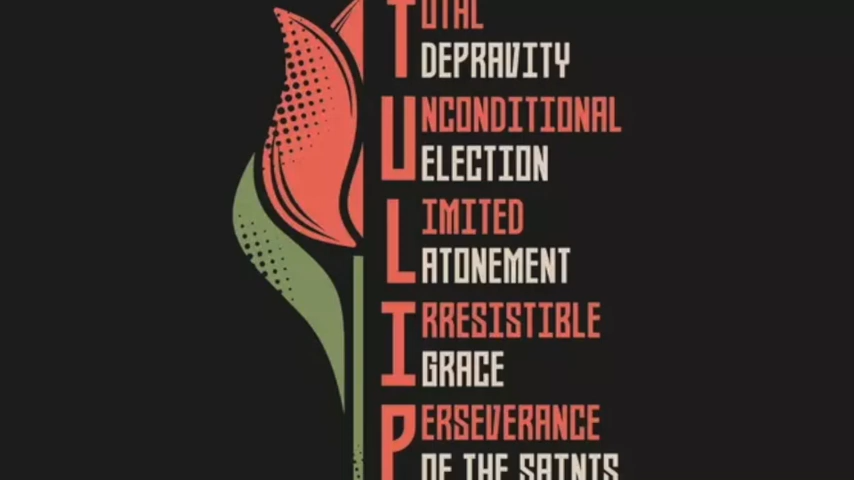 TOTAL
DEPRAVITY
UNCONDITIONAL
ELECTION
LIMITED
ATONEMENT
IRRESISTIBLE
GRACE
PERSEVERANCE
OF THE SAINTS